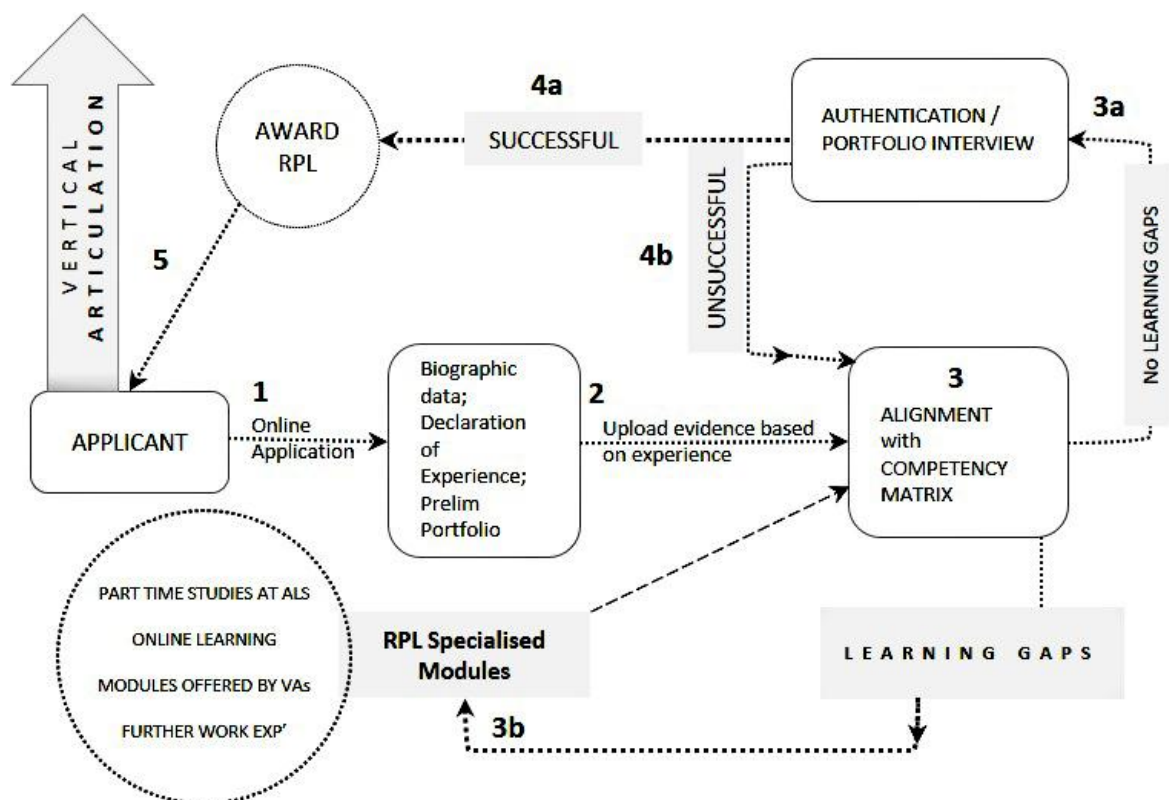 VERTICAL
ARTICULATION
AWARD
RPL
4a
SUCCESSFUL
AUTHENTICATION /
PORTFOLIO INTERVIEW
3a
No LEARNING GAPS
UNSUCCESSFUL
4b
5
APPLICANT
1
Online
Application
Biographic
data;
Declaration
of
Experience;
Prelim
Portfolio
2
Upload evidence based
on experience
3
ALIGNMENT
with
COMPETENCY
MATRIX
PART TIME STUDIES AT ALS
ONLINE LEARNING
MODULES OFFERED BY VAs
FURTHER WORK EXP’
RPL Specialised
Modules
LEARNING GAPS
3b